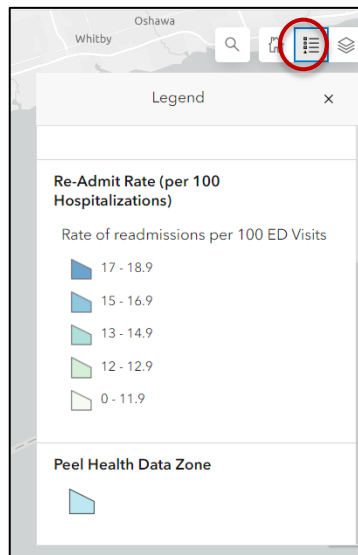 Oshawa
Whitby
Legend
Re-Admit Rate (per 100
Hospitalizations)
Rate of readmissions per 100 ED Visits
17 - 18.9
15 - 16.9
13 - 14.9
12 - 12.9
0 - 11.9
Peel Health Data Zone